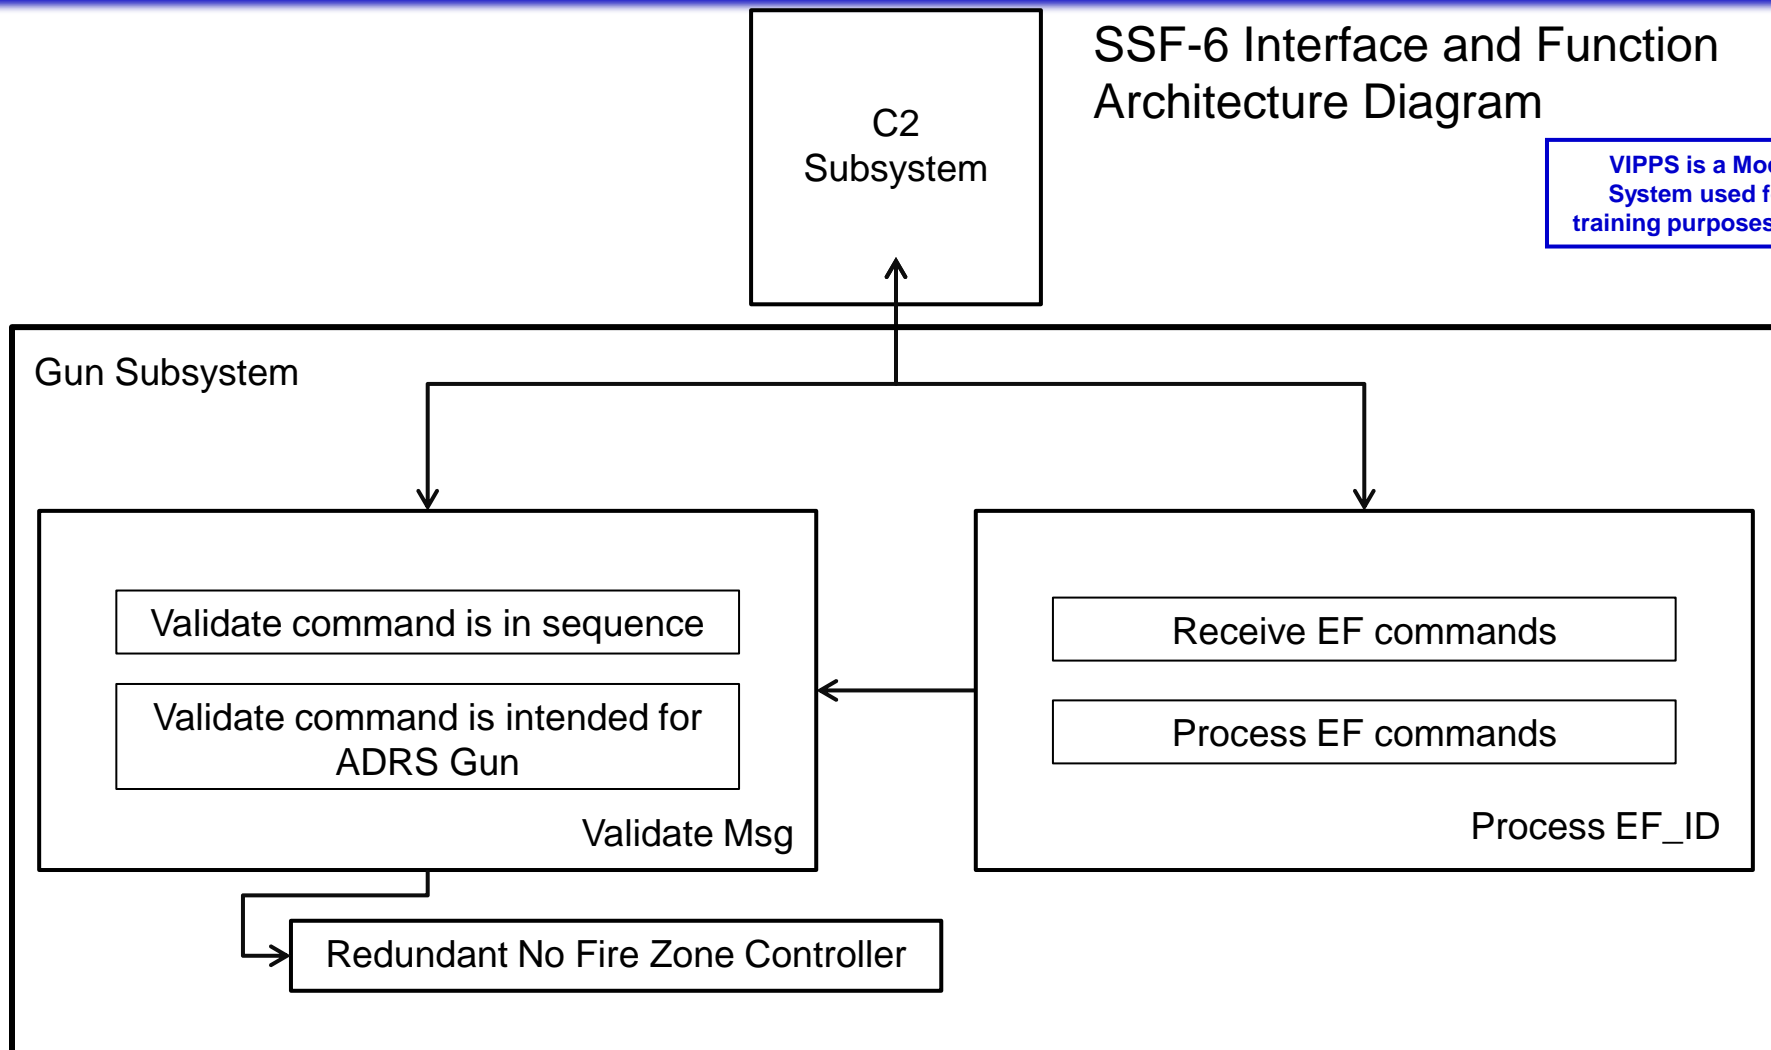 SSF-6 Interface and Function
Architecture Diagram
C2
Subsystem
VIPPS is a
System used
training purposes
Gun Subsystem
Validate command is in sequence
Validate command is intended for
ADRS Gun
Validate Msg
Receive EF commands
Process EF commands
Process EF_ID
Redundant No Fire Zone Controller